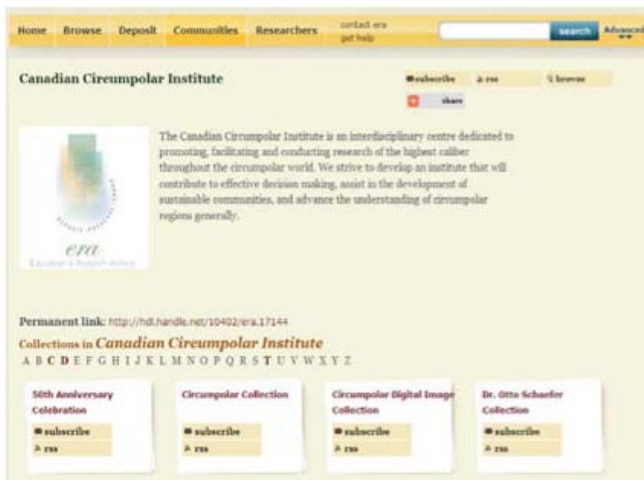 Home Browse Deposit Communities Researchers contact era get help search Advanced
Canadian Circumpolar Institute
subscribe rss browse
share
The Canadian Circumpolar Institute is an interdisciplinary centre dedicated to
promoting, facilitating and conducting research of the highest caliber
throughout the circumpolar world. We strive to develop an institute that will
contribute to effective decision making, assist in the development of
sustainable communities, and advance the understanding of circumpolar
regions generally.
era
Education & Research Archive
Permanent link: http://hdl.handle.net/10402/era.17144
Collections in Canadian Circumpolar Institute
A B C D E F G H I J K L M N O P Q R S T U V W X Y Z
50th Anniversary
Celebration
subscribe
rss
Circumpolar Collection
subscribe
rss
Circumpolar Digital Image
Collection
subscribe
rss
Dr. Otto Schaefer
Collection
subscribe
rss